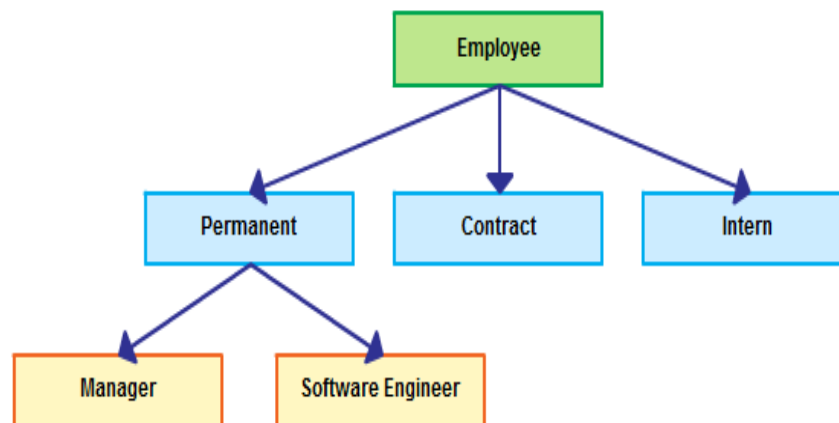 Employee
Permanent
Contract
Intern
Manager
Software Engineer